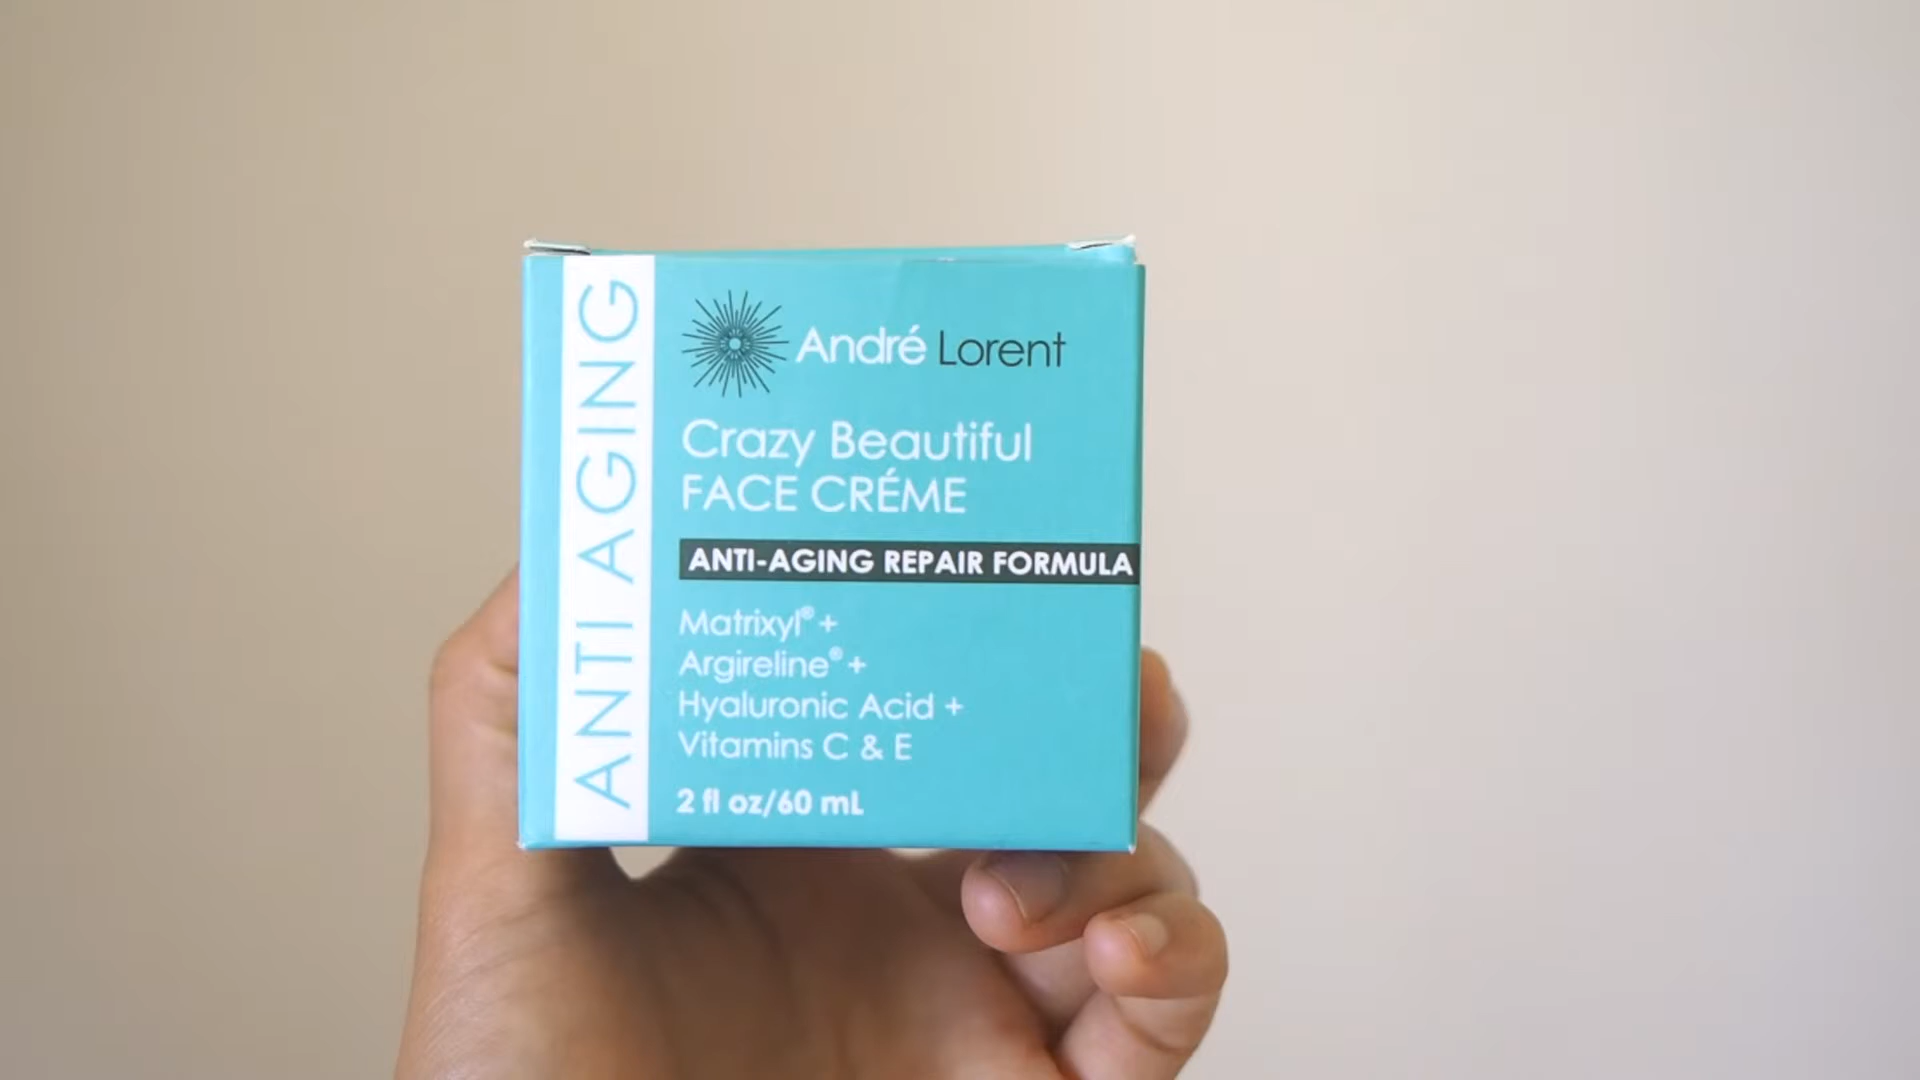 ANTI AGING
André Lorent
Crazy Beautiful
FACE CRÉME
ANTI-AGING REPAIR FORMULA
Matrixyl® +
Argireline® +
Hyaluronic Acid +
Vitamins C & E
2 fl oz/60 mL